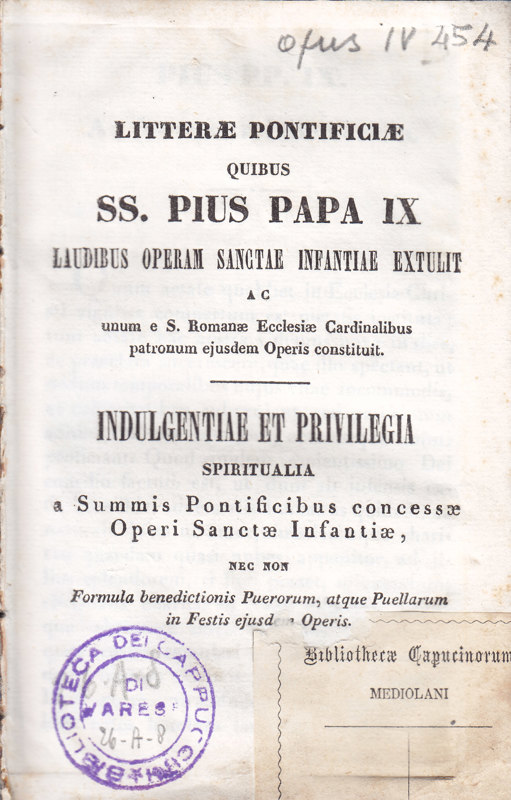 opus IV 454
LITTERÆ PONTIFICIÆ
QUIBUS
SS. PIUS PAPA IX
LAUDIBUS OPERAM SANCTAE INFANTIAE EXTULIT
AC
unum e S. Romanæ Ecclesiæ Cardinalibus
patronum ejusdem Operis constituit.
INDULGENTIAE ET PRIVILEGIA
SPIRITUALIA
a Summis Pontificibus concessæ
Operi Sanctæ Infantiæ,
NEC NON
Formula benedictionis Puerorum, atque Puellarum
in Festis ejusdem Operis.
BIBLIOTECA DEI CAPPUCCINI
DI
VARESE
26-A-8
Bibliothecæ Capucinorum
MEDIOLANI